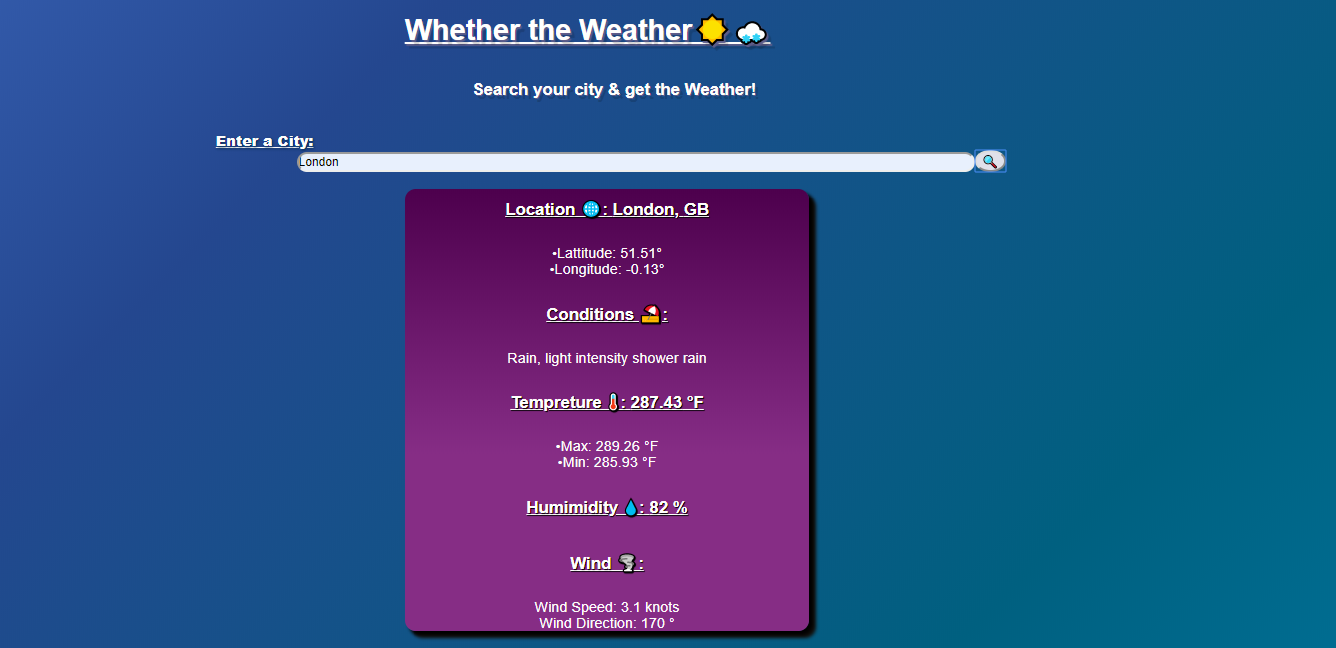 Whether the Weather
Search your city & get the Weather!
Enter a City:
London
Location : London, GB
•Lattitude: 51.51°
•Longitude: -0.13°
Conditions :
Rain, light intensity shower rain
Tempreture : 287.43 °F
•Max: 289.26 °F
•Min: 285.93 °F
Humimidity : 82 %
Wind :
Wind Speed: 3.1 knots
Wind Direction: 170 °